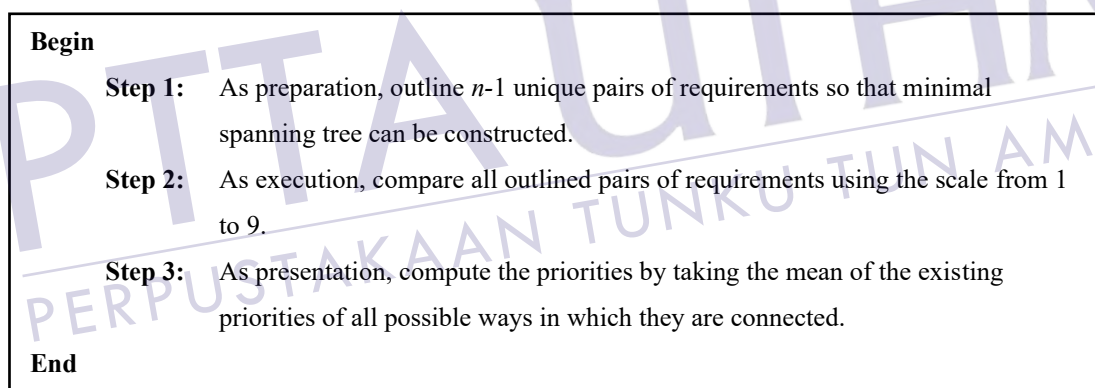 Begin
Step 1: As preparation, outline n-1 unique pairs of requirements so that minimal
spanning tree can be constructed.
Step 2: As execution, compare all outlined pairs of requirements using the scale from 1
to 9.
Step 3: As presentation, compute the priorities by taking the mean of the existing
priorities of all possible ways in which they are connected.
End
PTTA UTHM
PERPUSTAKAAN TUNKU TUN AM